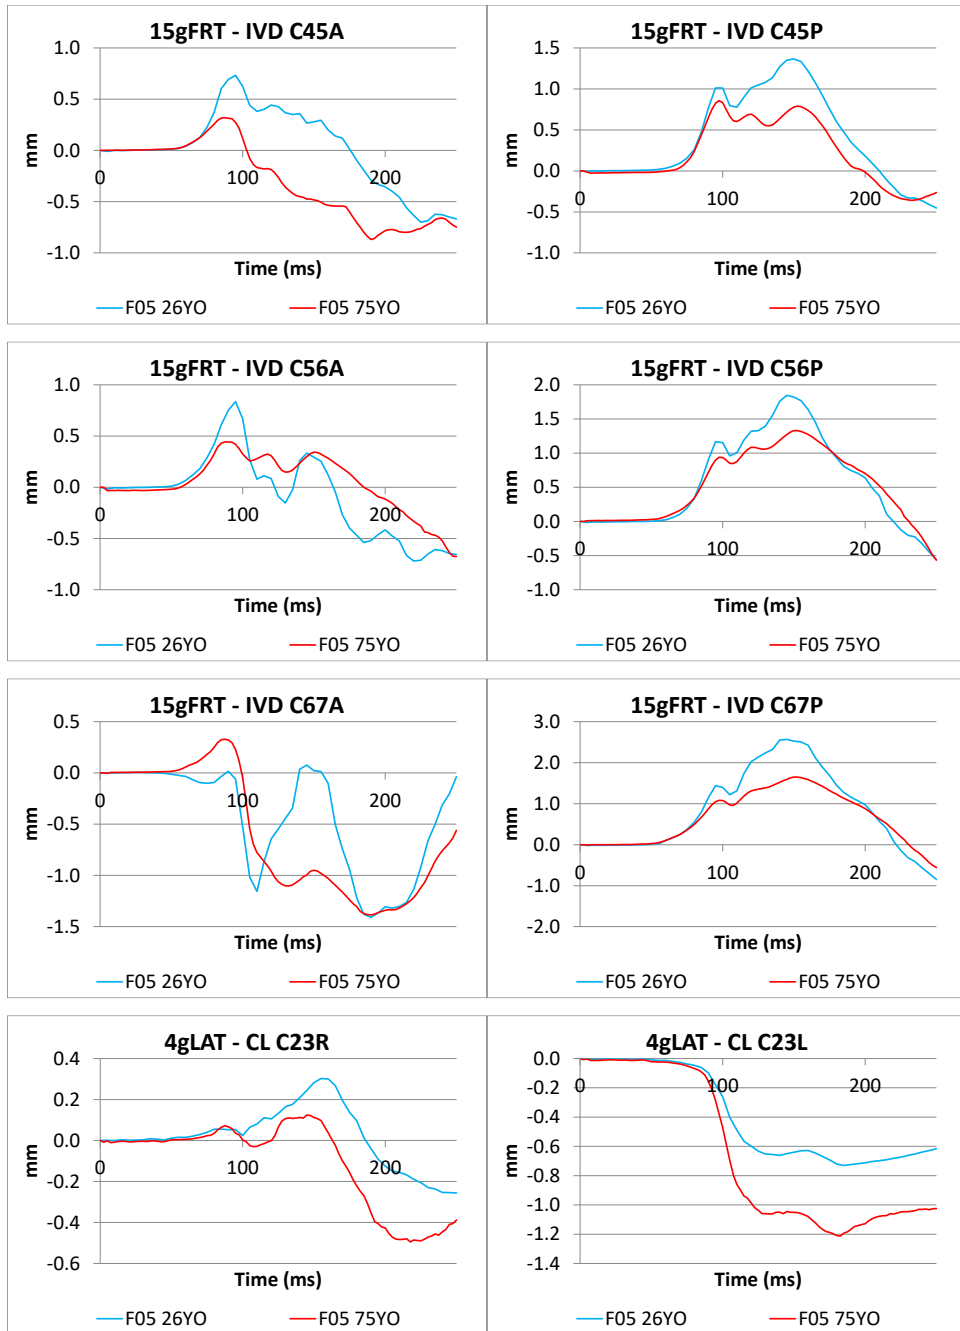 15gFRT - IVD C45A
1.0
0.5
0.0
-0.5
-1.0
mm
0
100
200
Time (ms)
F05 26YO
F05 75YO
15gFRT - IVD C45P
1.5
1.0
0.5
0.0
-0.5
-1.0
mm
0
100
200
Time (ms)
F05 26YO
F05 75YO
15gFRT - IVD C56A
1.0
0.5
0.0
-0.5
-1.0
mm
0
100
200
Time (ms)
F05 26YO
F05 75YO
15gFRT - IVD C56P
2.0
1.5
1.0
0.5
0.0
-0.5
-1.0
mm
0
100
200
Time (ms)
F05 26YO
F05 75YO
15gFRT - IVD C67A
0.5
0.0
-0.5
-1.0
-1.5
mm
0
100
200
Time (ms)
F05 26YO
F05 75YO
15gFRT - IVD C67P
3.0
2.0
1.0
0.0
-1.0
-2.0
mm
0
100
200
Time (ms)
F05 26YO
F05 75YO
4gLAT - CL C23R
0.4
0.2
0.0
-0.2
-0.4
-0.6
mm
0
100
200
Time (ms)
F05 26YO
F05 75YO
4gLAT - CL C23L
0.0
-0.2
-0.4
-0.6
-0.8
-1.0
-1.2
-1.4
mm
0
100
200
Time (ms)
F05 26YO
F05 75YO